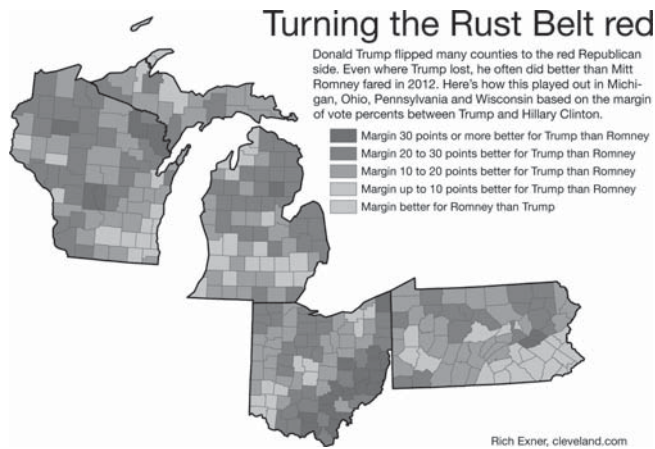 Turning the Rust Belt red
Donald Trump flipped many counties to the red Republican
side. Even where Trump lost, he often did better than Mitt
Romney fared in 2012. Here's how this played out in Michi-
gan, Ohio, Pennsylvania and Wisconsin based on the margin
of vote percents between Trump and Hillary Clinton.
Margin 30 points or more better for Trump than Romney
Margin 20 to 30 points better for Trump than Romney
Margin 10 to 20 points better for Trump than Romney
Margin up to 10 points better for Trump than Romney
Margin better for Romney than Trump
Rich Exner, cleveland.com